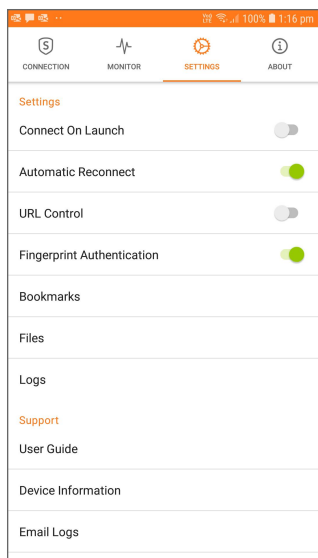 100% 1:16 pm
S
CONNECTION MONITOR SETTINGS ABOUT
Settings
Connect On Launch
Automatic Reconnect
URL Control
Fingerprint Authentication
Bookmarks
Files
Logs
Support
User Guide
Device Information
Email Logs